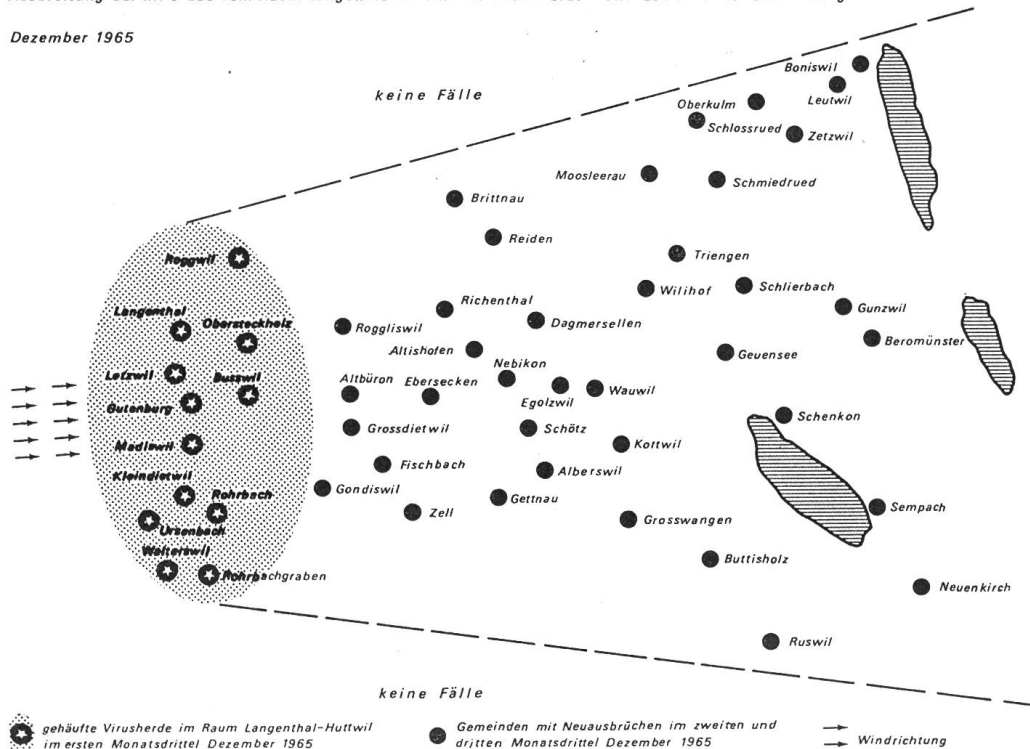 Dezember 1965
keine Fälle
Boniswil
Leutwil
Oberkulm
Schlossrued
Zetzwil
Moosleerau
Schmiedrued
Brittnau
Reiden
Roggwil
Triengen
Wilihof
Schlierbach
Richenthal
Gunzwil
Langenthal
Obersteckholz
Roggliswil
Dagmersellen
Beromünster
Altishofen
Geuensee
Nebikon
Lotzwil
Busswil
Altbüron
Ebersecken
Wauwil
Egolzwil
Gutenburg
Schenkon
Grossdietwil
Schötz
Madiswil
Kottwil
Fischbach
Alberswil
Kleindietwil
Gondiswil
Rohrbach
Gettnau
Sempach
Zell
Grosswangen
Ursenbach
Walterswil
Buttisholz
Rohrbachgraben
Neuenkirch
Ruswil
keine Fälle
gehäufte Virusherde im Raum Langenthal-Huttwil
im ersten Monatsdrittel Dezember 1965
Gemeinden mit Neuausbrüchen im zweiten und
dritten Monatsdrittel Dezember 1965
Windrichtung